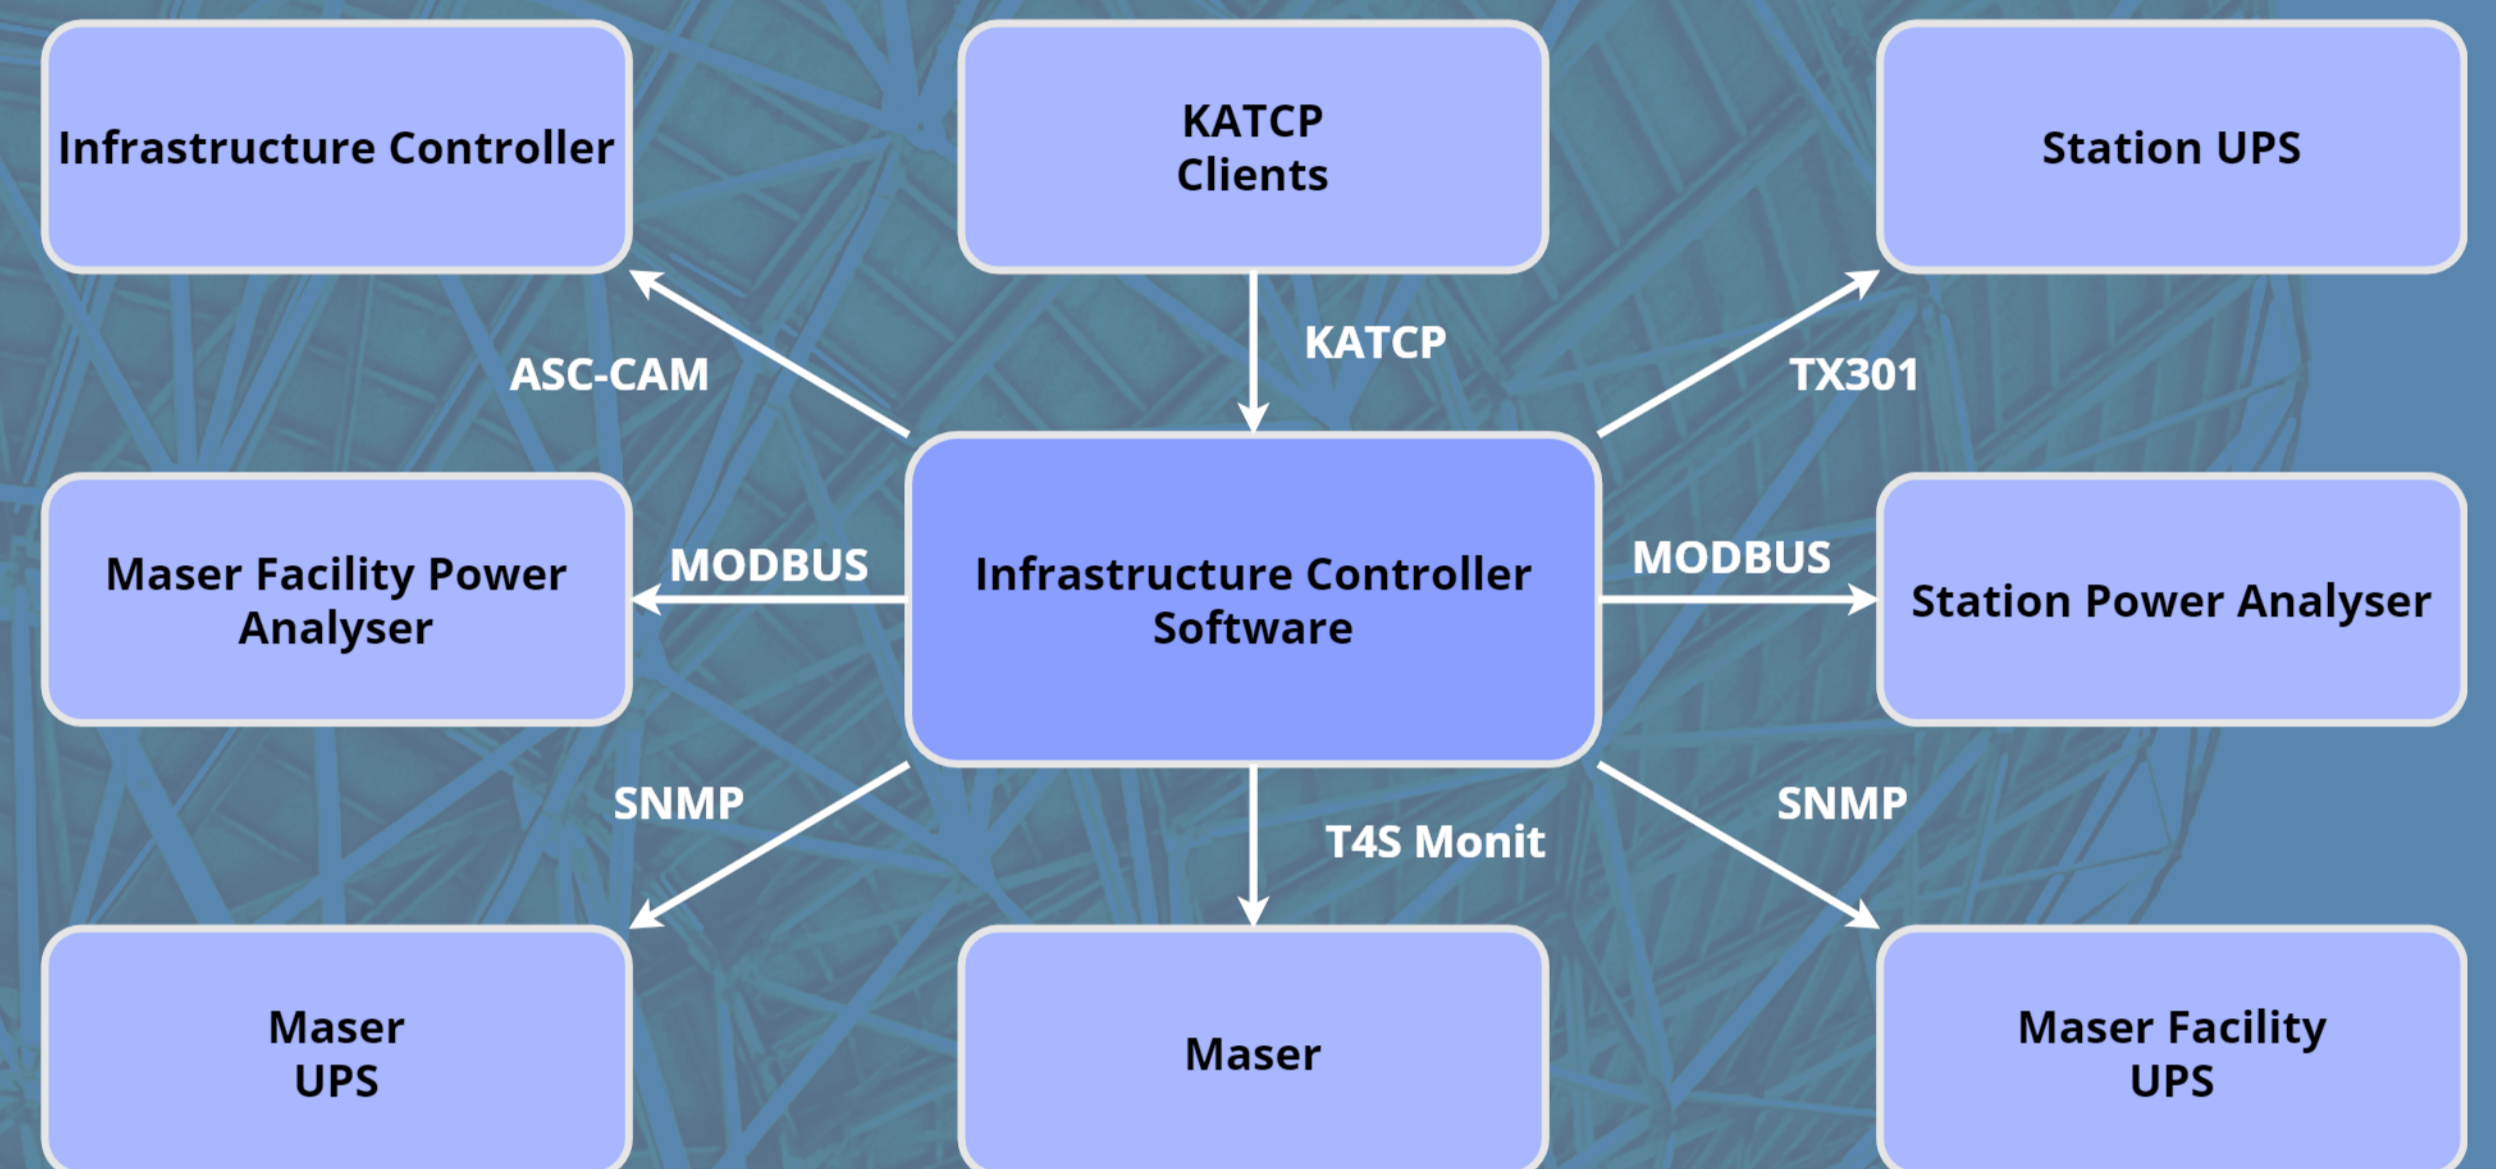 Infrastructure Controller
KATCP
Clients
Station UPS
ASC-CAM
KATCP
TX301
Maser Facility Power
Analyser
MODBUS
Infrastructure Controller
Software
MODBUS
Station Power Analyser
SNMP
T4S Monit
SNMP
Maser
UPS
Maser
Maser Facility
UPS